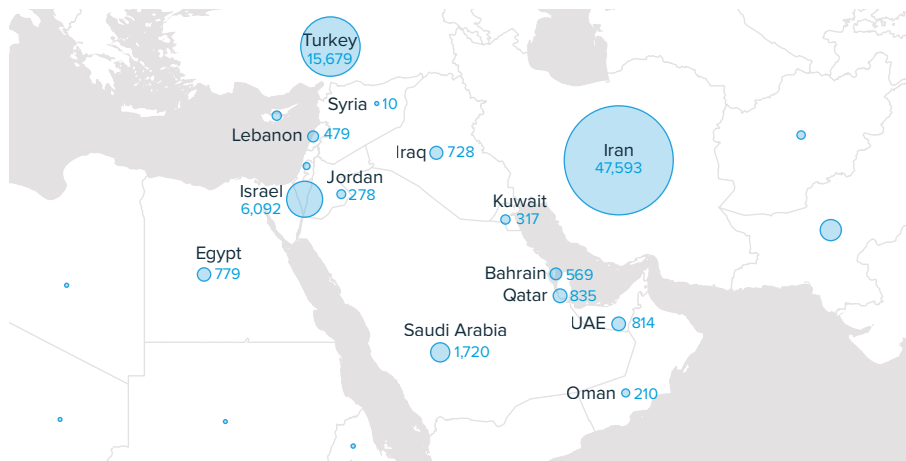 Turkey
15,679
Syria 10
Lebanon 479
Iraq 728
Iran
47,593
Jordan
278
Israel
6,092
Kuwait
317
Egypt
779
Bahrain 569
Qatar 835
UAE 814
Saudi Arabia
1,720
Oman 210